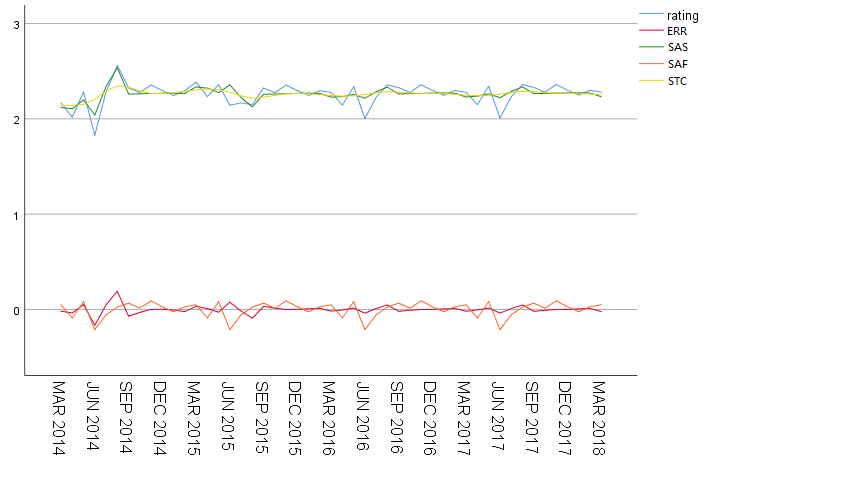 3
2
1
0
MAR 2014
JUN 2014
SEP 2014
DEC 2014
MAR 2015
JUN 2015
SEP 2015
DEC 2015
MAR 2016
JUN 2016
SEP 2016
DEC 2016
MAR 2017
JUN 2017
SEP 2017
DEC 2017
MAR 2018
rating
ERR
SAS
SAF
STC